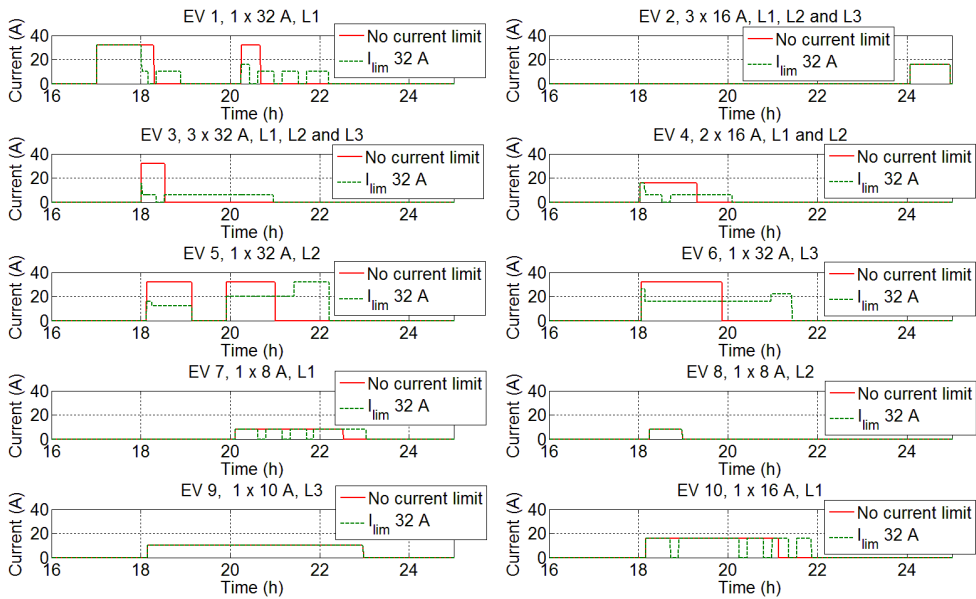 EV 1, 1 x 32 A, L1
Current (A)
40
20
0
16 18 20 22 24
Time (h)
No current limit
I_lim 32 A
EV 2, 3 x 16 A, L1, L2 and L3
Current (A)
40
20
0
16 18 20 22 24
Time (h)
No current limit
I_lim 32 A
EV 3, 3 x 32 A, L1, L2 and L3
Current (A)
40
20
0
16 18 20 22 24
Time (h)
No current limit
I_lim 32 A
EV 4, 2 x 16 A, L1 and L2
Current (A)
40
20
0
16 18 20 22 24
Time (h)
No current limit
I_lim 32 A
EV 5, 1 x 32 A, L2
Current (A)
40
20
0
16 18 20 22 24
Time (h)
No current limit
I_lim 32 A
EV 6, 1 x 32 A, L3
Current (A)
40
20
0
16 18 20 22 24
Time (h)
No current limit
I_lim 32 A
EV 7, 1 x 8 A, L1
Current (A)
40
20
0
16 18 20 22 24
Time (h)
No current limit
I_lim 32 A
EV 8, 1 x 8 A, L2
Current (A)
40
20
0
16 18 20 22 24
Time (h)
No current limit
I_lim 32 A
EV 9, 1 x 10 A, L3
Current (A)
40
20
0
16 18 20 22 24
Time (h)
No current limit
I_lim 32 A
EV 10, 1 x 16 A, L1
Current (A)
40
20
0
16 18 20 22 24
Time (h)
No current limit
I_lim 32 A